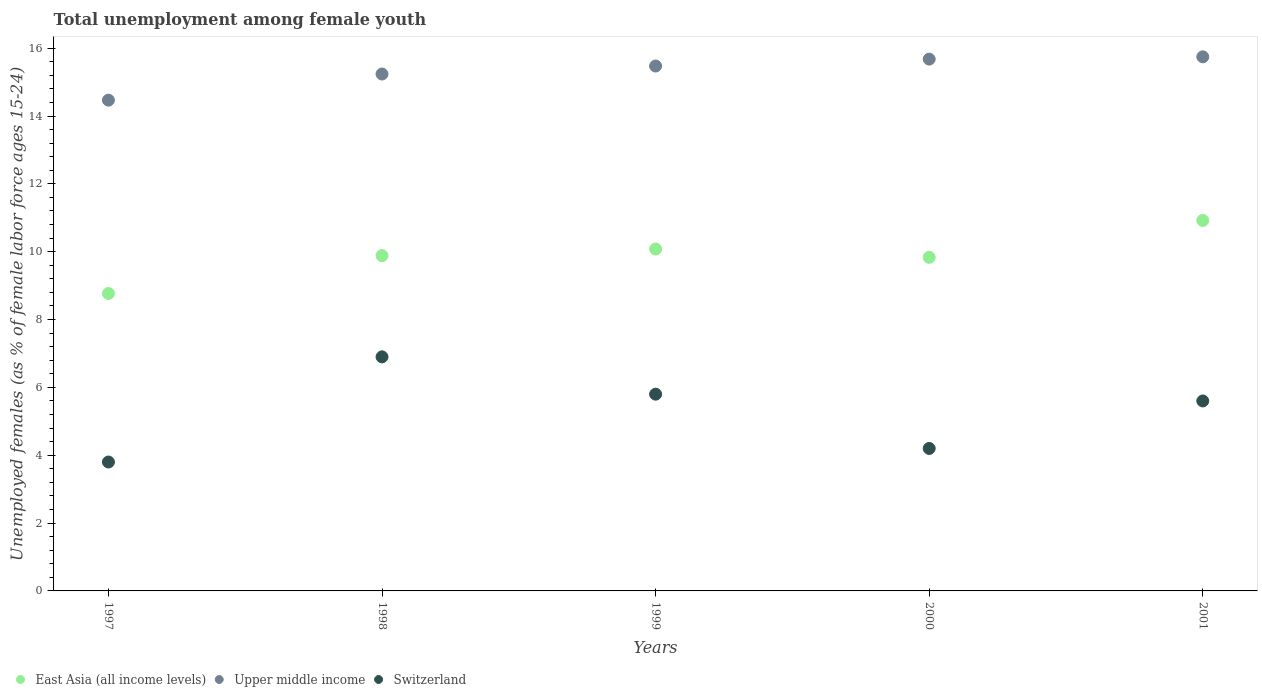 Total unemployment among female youth
Unemployed females (as % of female labor force ages 15-24)
16
14
12
10
8
6
4
2
0
1997
1998
1999
2000
2001
Years
East Asia (all income levels)
Upper middle income
Switzerland